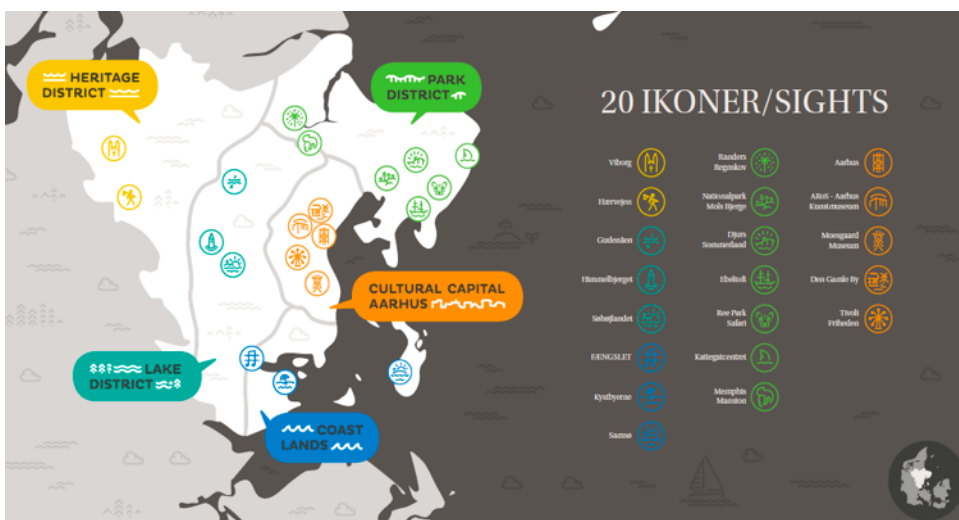 HERITAGE
DISTRICT
PARK
DISTRICT
CULTURAL CAPITAL
AARHUS
LAKE
DISTRICT
COAST
LANDS
20 IKONER/SIGHTS
Viborg
Hærvejen
Gudenåen
Himmelbjerget
Søhøjlandet
FÆNGSLET
Kystbyerne
Samsø
Randers
Regnskov
Nationalpark
Mols Bjerge
Djurs
Sommerland
Ebeltoft
Ree Park
Safari
Kattegatcentret
Memphis
Mansion
Aarhus
ARoS - Aarhus
Kunstmuseum
Moesgaard
Museum
Den Gamle By
Tivoli
Friheden